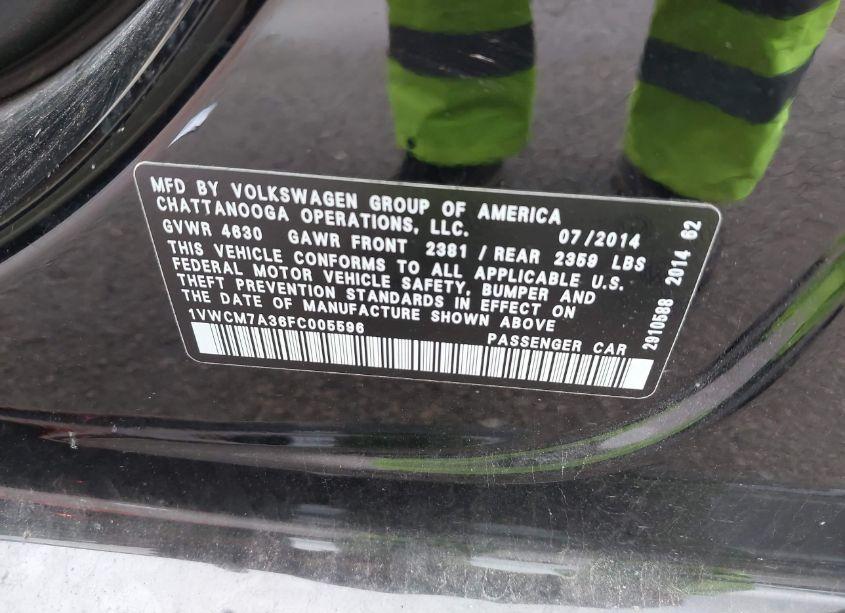 MFD BY VOLKSWAGEN GROUP OF AMERICA
CHATTANOOGA OPERATIONS, LLC. 07/2014
GVWR 4630 GAWR FRONT 2381 / REAR 2359 LBS
THIS VEHICLE CONFORMS TO ALL APPLICABLE U.S.
FEDERAL MOTOR VEHICLE SAFETY, BUMPER AND
THEFT PREVENTION STANDARDS IN EFFECT ON
THE DATE OF MANUFACTURE SHOWN ABOVE
1VWCM7A36FC005596 PASSENGER CAR
2910588 2014 62